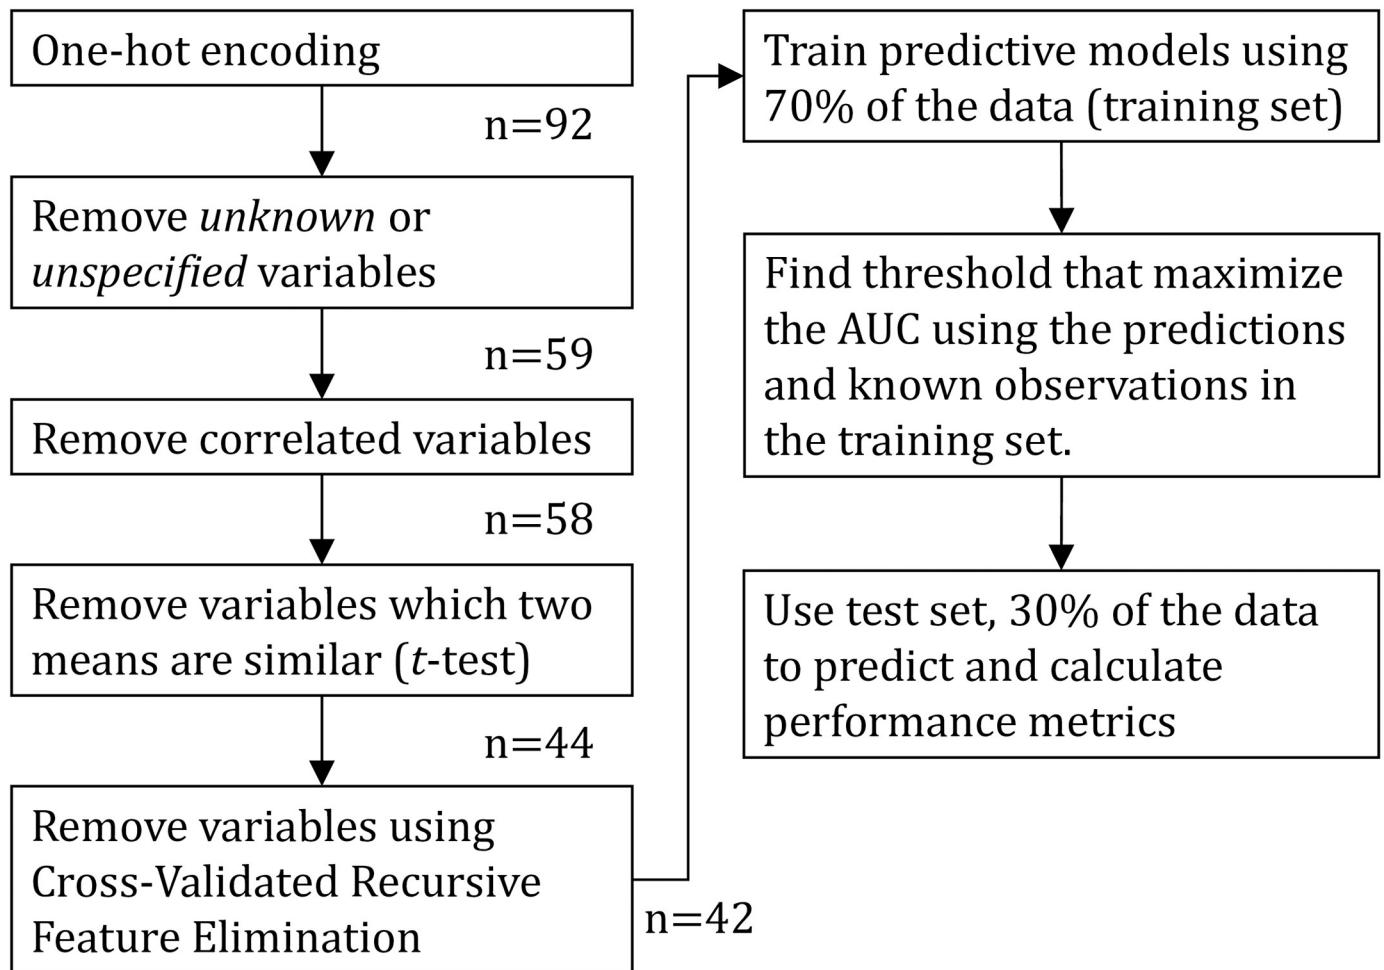 One-hot encoding
n=92
Remove unknown or
unspecified variables
n=59
Remove correlated variables
n=58
Remove variables which two
means are similar (t-test)
n=44
Remove variables using
Cross-Validated Recursive
Feature Elimination
n=42
Train predictive models using
70% of the data (training set)
Find threshold that maximize
the AUC using the predictions
and known observations in
the training set.
Use test set, 30% of the data
to predict and calculate
performance metrics